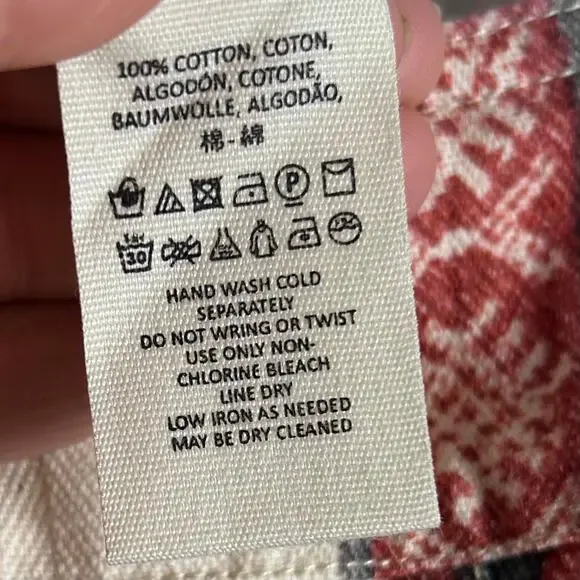 100% COTTON, COTON,
ALGODÓN, COTONE,
BAUMWOLLE, ALGODÃO,
棉-綿
P
30
HAND WASH COLD
SEPARATELY
DO NOT WRING OR TWIST
USE ONLY NON-
CHLORINE BLEACH
LINE DRY
LOW IRON AS NEEDED
MAY BE DRY CLEANED